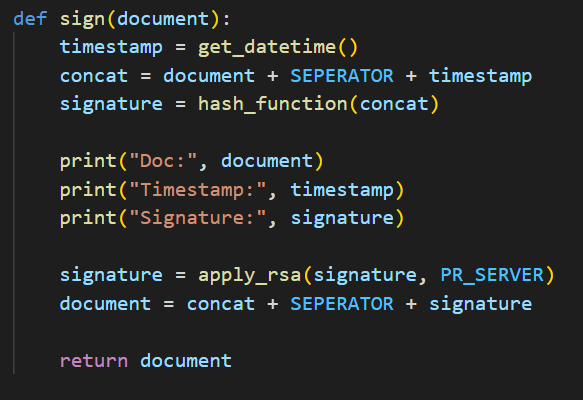 def sign(document):
    timestamp = get_datetime()
    concat = document + SEPERATOR + timestamp
    signature = hash_function(concat)

    print("Doc:", document)
    print("Timestamp:", timestamp)
    print("Signature:", signature)

    signature = apply_rsa(signature, PR_SERVER)
    document = concat + SEPERATOR + signature

    return document